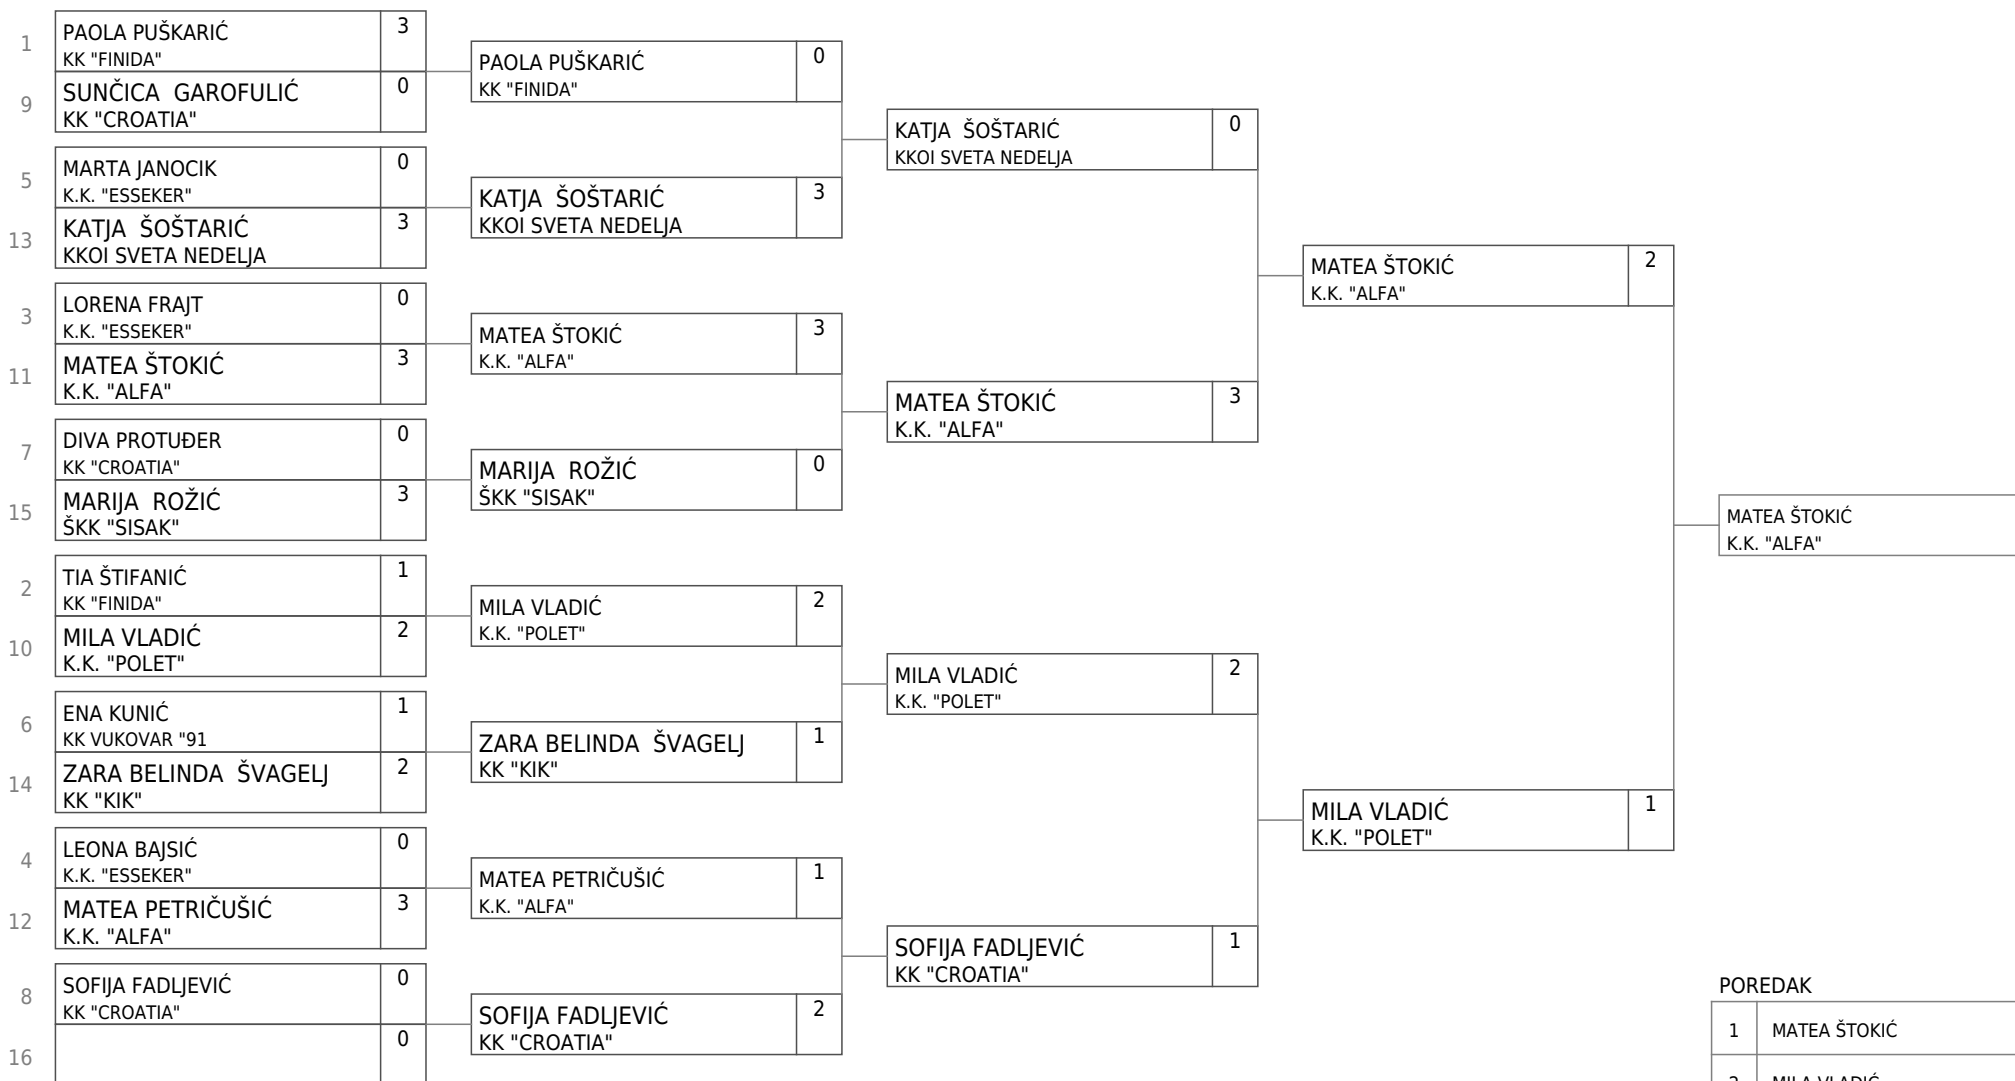 1
PAOLA PUŠKARIĆ
KK "FINIDA"
3
9
SUNČICA  GAROFULIĆ
KK "CROATIA"
0
5
MARTA JANOCIK
K.K. "ESSEKER"
0
13
KATJA  ŠOŠTARIĆ
KKOI SVETA NEDELJA
3
3
LORENA FRAJT
K.K. "ESSEKER"
0
11
MATEA ŠTOKIĆ
K.K. "ALFA"
3
7
DIVA PROTUĐER
KK "CROATIA"
0
15
MARIJA  ROŽIĆ
ŠKK "SISAK"
3
2
TIA ŠTIFANIĆ
KK "FINIDA"
1
10
MILA VLADIĆ
K.K. "POLET"
2
6
ENA KUNIĆ
KK VUKOVAR "91
1
14
ZARA BELINDA  ŠVAGELJ
KK "KIK"
2
4
LEONA BAJSIĆ
K.K. "ESSEKER"
0
12
MATEA PETRIČUŠIĆ
K.K. "ALFA"
3
8
SOFIJA FADLJEVIĆ
KK "CROATIA"
0
16
0
PAOLA PUŠKARIĆ
KK "FINIDA"
0
KATJA  ŠOŠTARIĆ
KKOI SVETA NEDELJA
3
MATEA ŠTOKIĆ
K.K. "ALFA"
3
MARIJA  ROŽIĆ
ŠKK "SISAK"
0
MILA VLADIĆ
K.K. "POLET"
2
ZARA BELINDA  ŠVAGELJ
KK "KIK"
1
MATEA PETRIČUŠIĆ
K.K. "ALFA"
1
SOFIJA FADLJEVIĆ
KK "CROATIA"
2
KATJA  ŠOŠTARIĆ
KKOI SVETA NEDELJA
0
MATEA ŠTOKIĆ
K.K. "ALFA"
3
MILA VLADIĆ
K.K. "POLET"
2
SOFIJA FADLJEVIĆ
KK "CROATIA"
1
MATEA ŠTOKIĆ
K.K. "ALFA"
2
MILA VLADIĆ
K.K. "POLET"
1
MATEA ŠTOKIĆ
K.K. "ALFA"
POREDAK
1
MATEA ŠTOKIĆ
2
MILA VLADIĆ